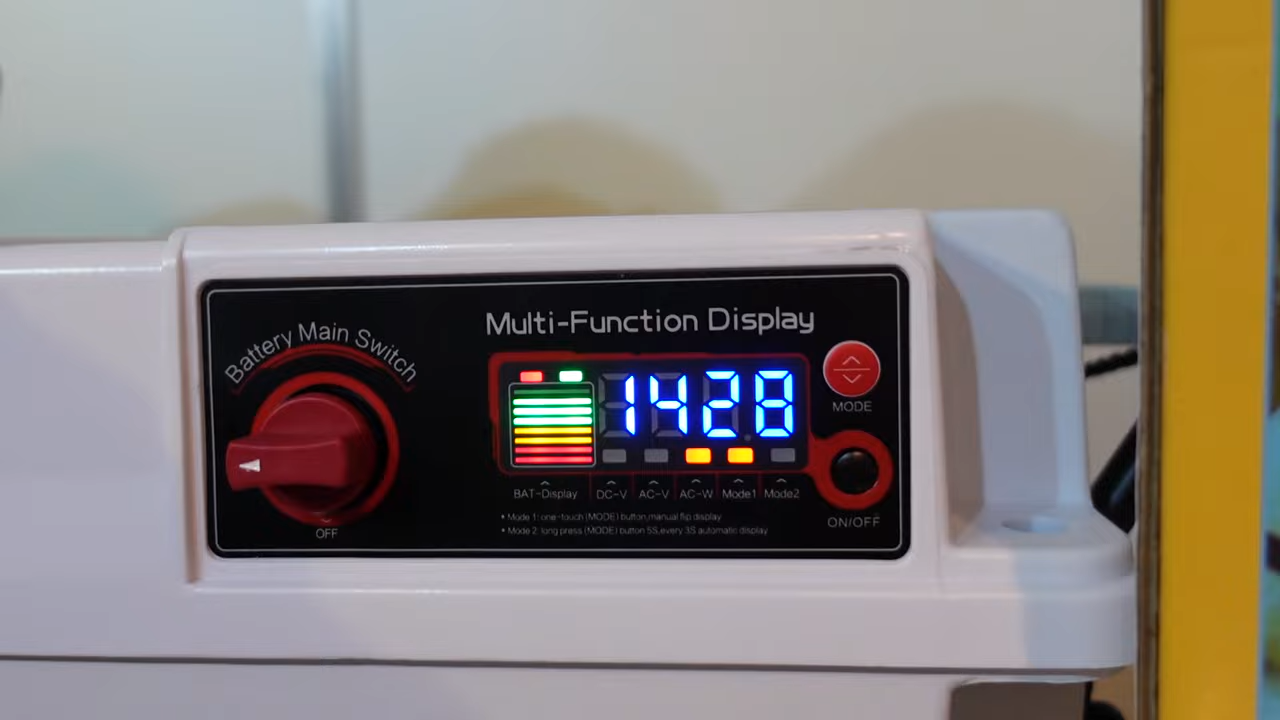 Battery Main Switch
OFF
Multi-Function Display
1428
MODE
BAT-Display DC-V AC-V AC-W Mode1 Mode2
• Mode 1: one-touch (MODE) button,manual flip display
• Mode 2: long press (MODE) button 5S,every 3S automatic display
ON/OFF